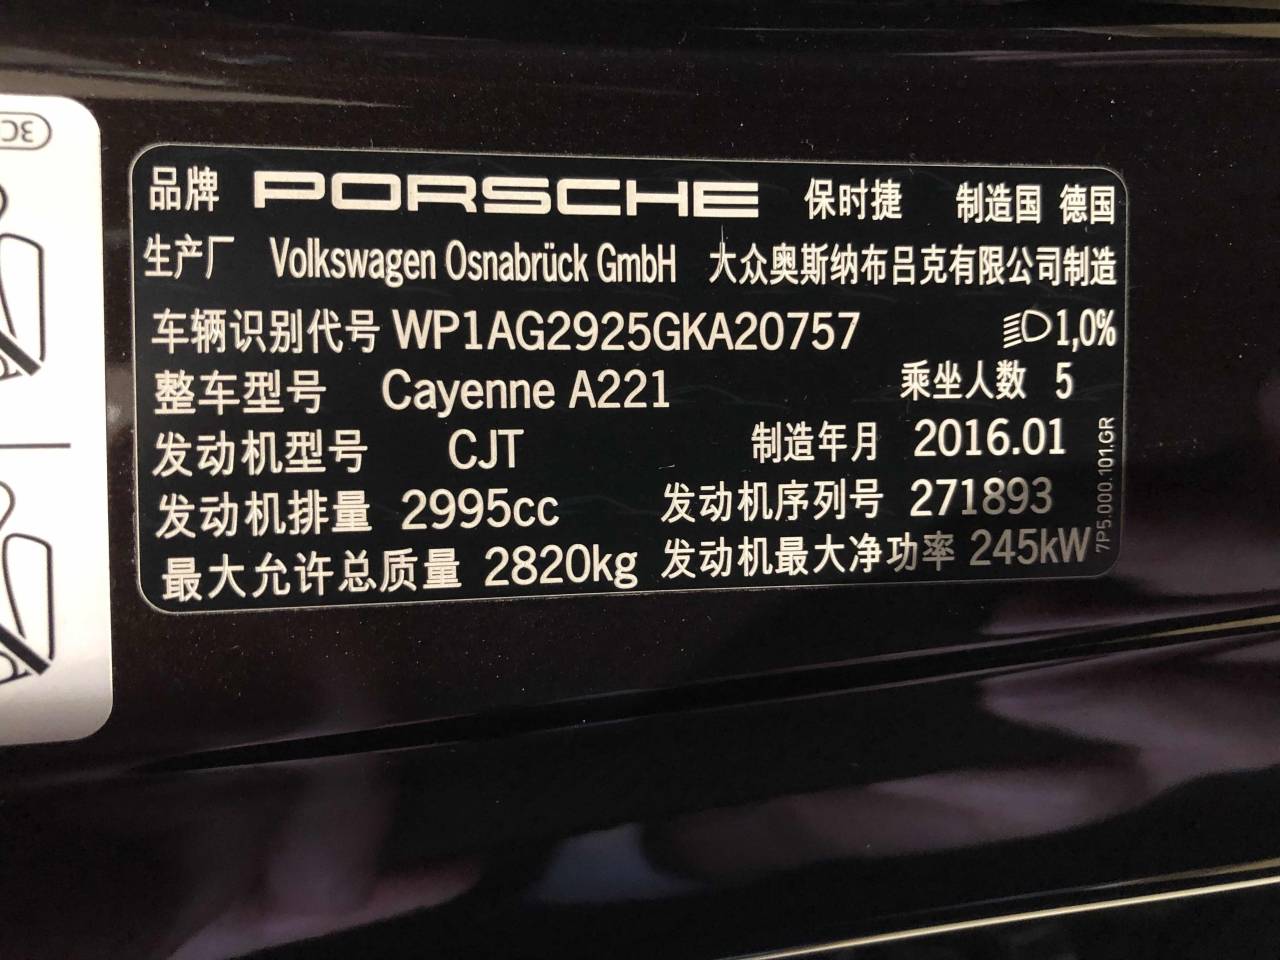 品牌 PORSCHE 保时捷 制造国 德国
生产厂 Volkswagen Osnabrück GmbH 大众奥斯纳布吕克有限公司制造
车辆识别代号 WP1AG2925GKA20757 1,0%
整车型号 Cayenne A221 乘坐人数 5
发动机型号 CJT 制造年月 2016.01
发动机排量 2995cc 发动机序列号 271893
最大允许总质量 2820kg 发动机最大净功率 245kW
7P5.000.101.GR